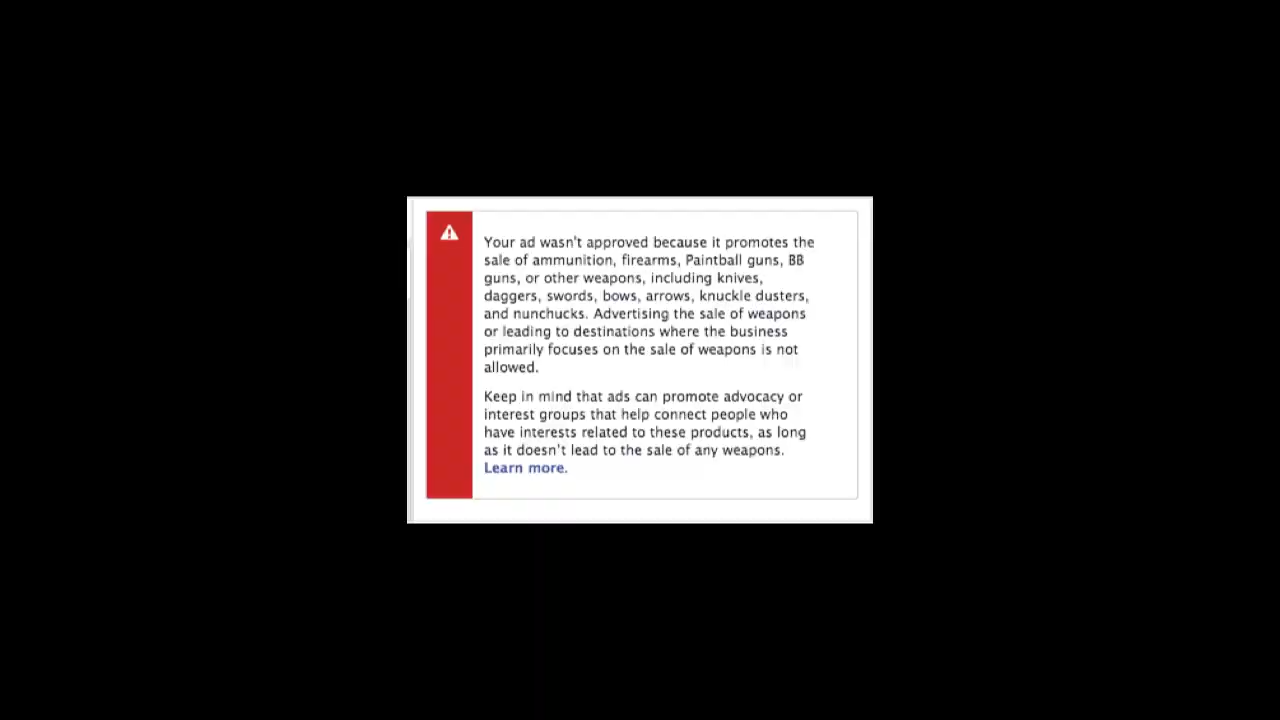 Your ad wasn't approved because it promotes the
sale of ammunition, firearms, Paintball guns, BB
guns, or other weapons, including knives,
daggers, swords, bows, arrows, knuckle dusters,
and nunchucks. Advertising the sale of weapons
or leading to destinations where the business
primarily focuses on the sale of weapons is not
allowed.
Keep in mind that ads can promote advocacy or
interest groups that help connect people who
have interests related to these products, as long
as it doesn't lead to the sale of any weapons.
Learn more.